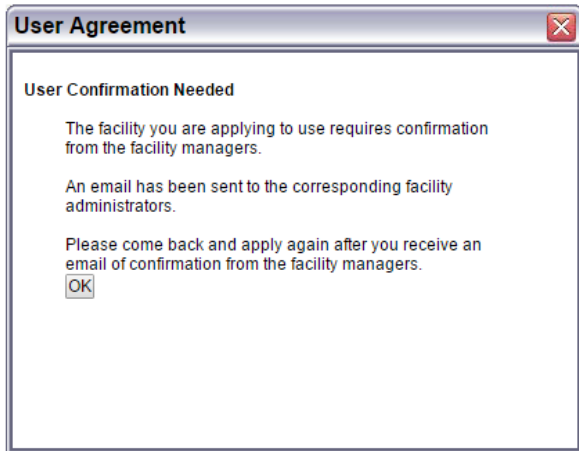 User Agreement
User Confirmation Needed
The facility you are applying to use requires confirmation
from the facility managers.
An email has been sent to the corresponding facility
administrators.
Please come back and apply again after you receive an
email of confirmation from the facility managers.
OK